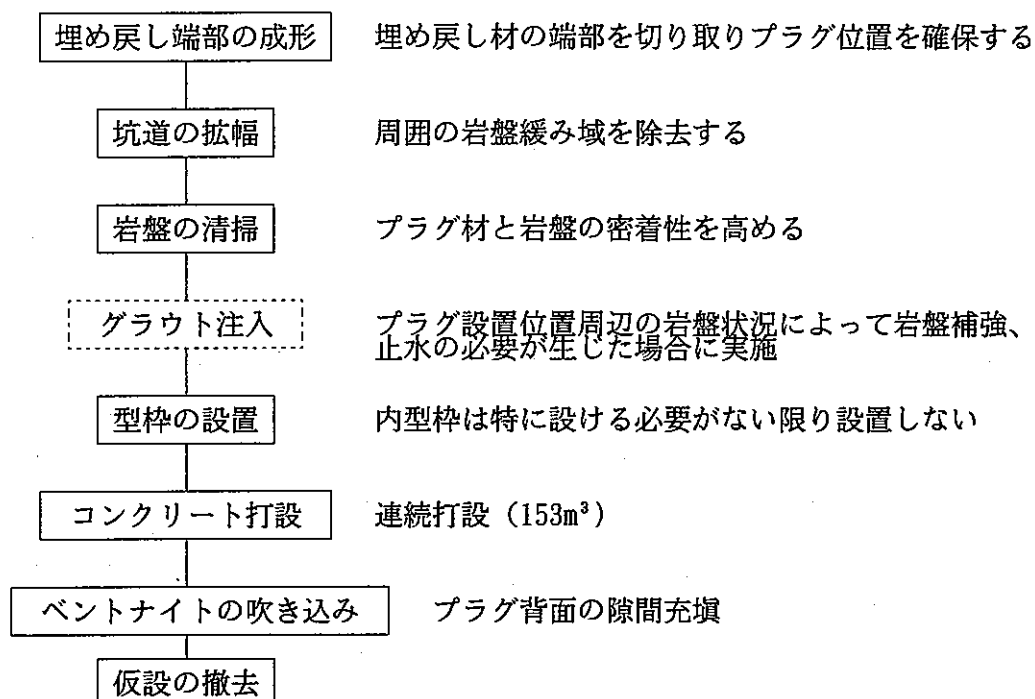 埋め戻し端部の成形 埋め戻し材の端部を切り取りプラグ位置を確保する
坑道の拡幅 周囲の岩盤緩み域を除去する
岩盤の清掃 プラグ材と岩盤の密着性を高める
グラウト注入 プラグ設置位置周辺の岩盤状況によって岩盤補強、
止水の必要が生じた場合に実施
型枠の設置 内型枠は特に設ける必要がない限り設置しない
コンクリート打設 連続打設（153m³）
ベントナイトの吹き込み プラグ背面の隙間充塡
仮設の撤去